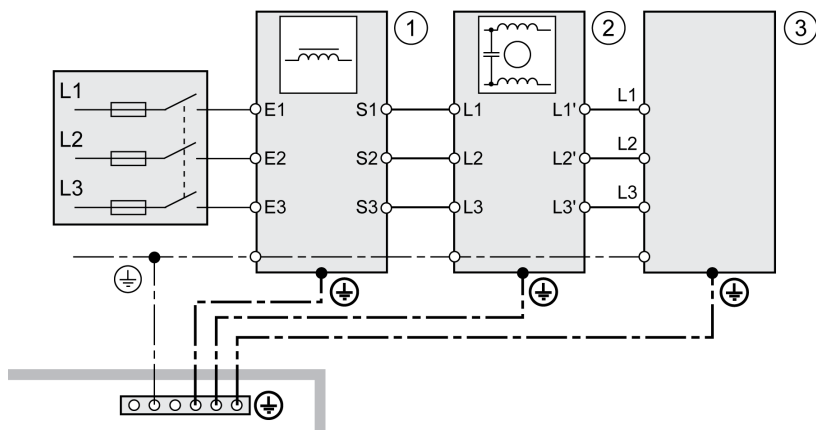 1 2 3
L1 E1 S1 L1 L1' L1
L2 E2 S2 L2 L2' L2
L3 E3 S3 L3 L3' L3